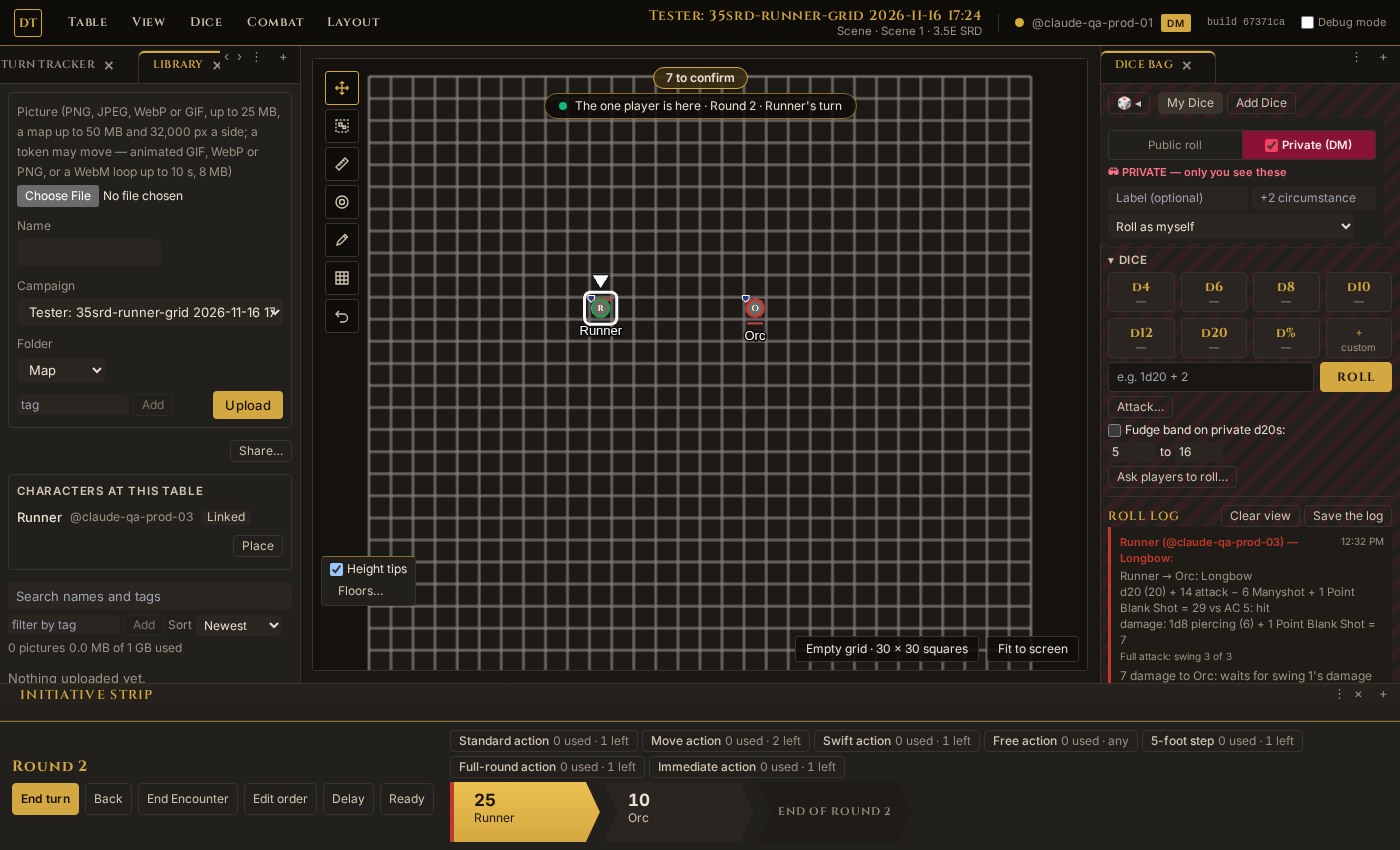 DT
TABLE
VIEW
DICE
COMBAT
LAYOUT
TESTER: 35SRD-RUNNER-GRID 2026-11-16 17:24
Scene · Scene 1 · 3.5E SRD
@claude-qa-prod-01
DM
build 67371ca
Debug mode
TURN TRACKER
LIBRARY
Picture (PNG, JPEG, WebP or GIF, up to 25 MB,
a map up to 50 MB and 32,000 px a side; a
token may move — animated GIF, WebP or
PNG, or a WebM loop up to 10 s, 8 MB)
Choose File No file chosen
Name
Campaign
Tester: 35srd-runner-grid 2026-11-16 17
Folder
Map
tag
Add
Upload
Share...
CHARACTERS AT THIS TABLE
Runner @claude-qa-prod-03 Linked
Place
Search names and tags
filter by tag
Add
Sort
Newest
0 pictures 0.0 MB of 1 GB used
Nothing uploaded yet.
7 to confirm
The one player is here · Round 2 · Runner's turn
R
Runner
O
Orc
Height tips
Floors...
Empty grid · 30 × 30 squares
Fit to screen
DICE BAG
My Dice
Add Dice
Public roll
Private (DM)
PRIVATE — only you see these
Label (optional)
+2 circumstance
Roll as myself
DICE
D4
—
D6
—
D8
—
D10
—
D12
—
D20
—
D%
—
+
custom
e.g. 1d20 + 2
ROLL
Attack...
Fudge band on private d20s:
5 to 16
Ask players to roll...
ROLL LOG
Clear view
Save the log
Runner (@claude-qa-prod-03) —
Longbow:
12:32 PM
Runner → Orc: Longbow
d20 (20) + 14 attack − 6 Manyshot + 1 Point
Blank Shot = 29 vs AC 5: hit
damage: 1d8 piercing (6) + 1 Point Blank Shot =
7
Full attack: swing 3 of 3
7 damage to Orc: waits for swing 1's damage
INITIATIVE STRIP
ROUND 2
End turn
Back
End Encounter
Edit order
Delay
Ready
Standard action 0 used · 1 left
Move action 0 used · 2 left
Swift action 0 used · 1 left
Free action 0 used · any
5-foot step 0 used · 1 left
Full-round action 0 used · 1 left
Immediate action 0 used · 1 left
25
Runner
10
Orc
END OF ROUND 2